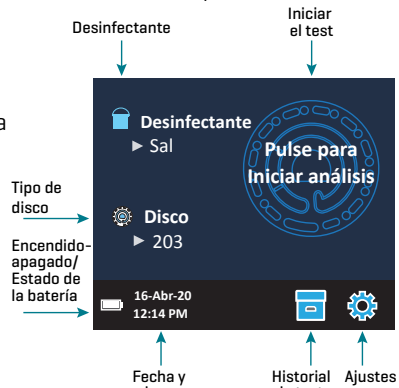 Desinfectante
Iniciar
el test
a
Desinfectante
► Sal
Pulse para
Iniciar análisis
Tipo de
disco
Disco
► 203
Encendido-
apagado/
Estado de
la batería
16-Abr-20
12:14 PM
Fecha y
Historial
Ajustes